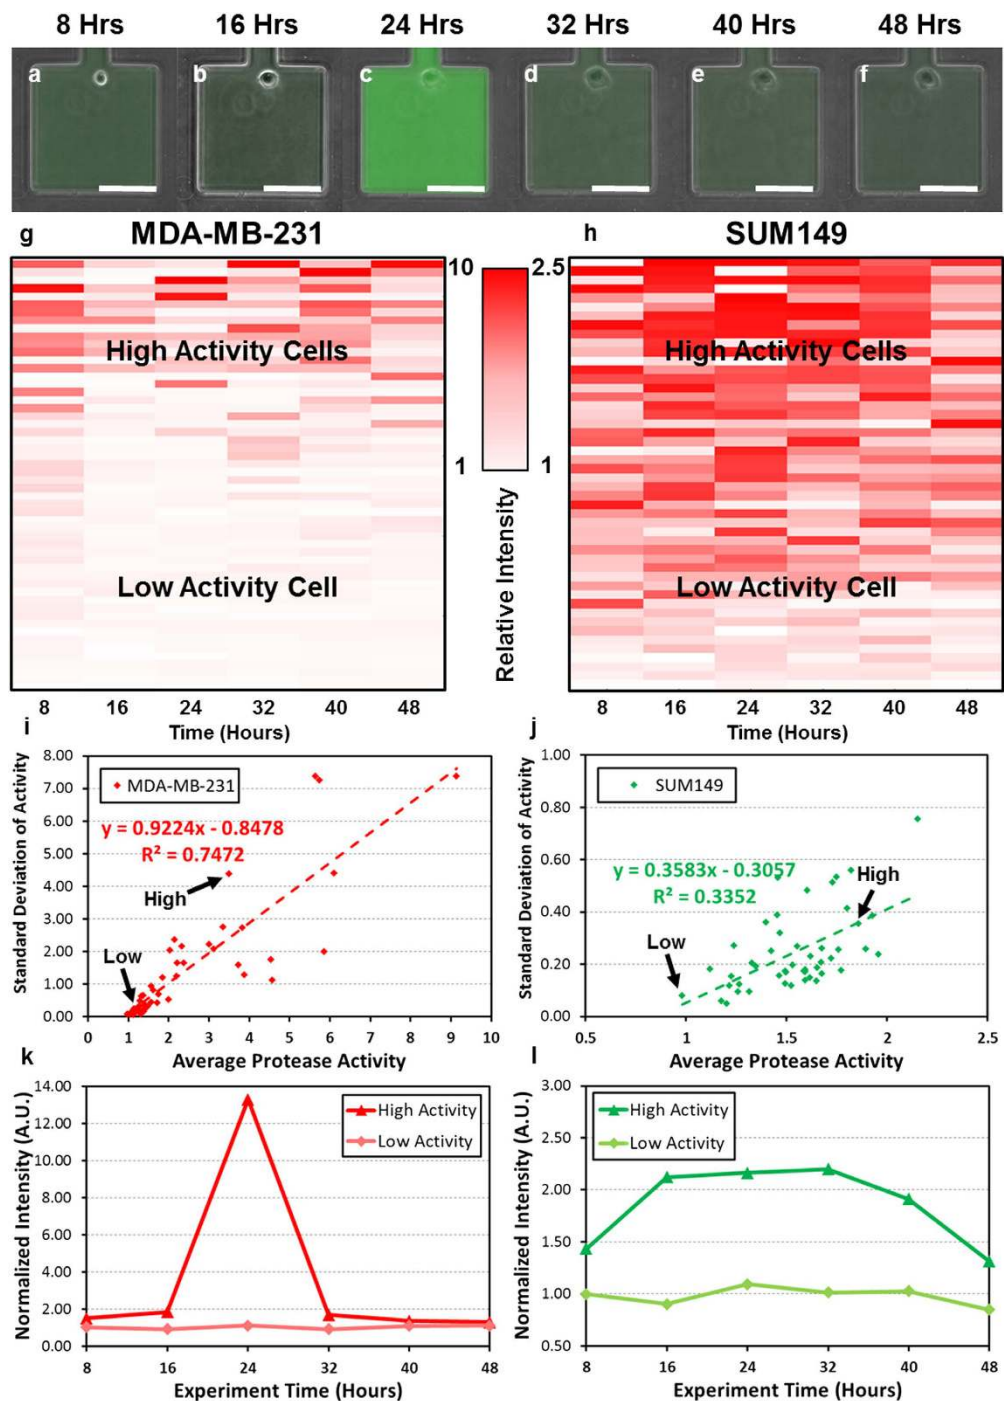 8 Hrs 16 Hrs 24 Hrs 32 Hrs 40 Hrs 48 Hrs
a b c d e f
g MDA-MB-231 h SUM149
10 2.5
High Activity Cells High Activity Cells
1 1
Relative Intensity
Low Activity Cell Low Activity Cell
8 16 24 32 40 48 8 16 24 32 40 48
Time (Hours) Time (Hours)
i
Standard Deviation of Activity
8.00
7.00
6.00
5.00
4.00
3.00
2.00
1.00
0.00
MDA-MB-231
y = 0.9224x - 0.8478
R² = 0.7472
High
Low
0 1 2 3 4 5 6 7 8 9 10
Average Protease Activity
j
Standard Deviation of Activity
1.00
0.80
0.60
0.40
0.20
0.00
SUM149
y = 0.3583x - 0.3057
R² = 0.3352
High
Low
0.5 1 1.5 2 2.5
Average Protease Activity
k
Normalized Intensity (A.U.)
14.00
12.00
10.00
8.00
6.00
4.00
2.00
0.00
High Activity
Low Activity
8 16 24 32 40 48
Experiment Time (Hours)
l
Normalized Intensity (A.U.)
3.00
2.50
2.00
1.50
1.00
0.50
High Activity
Low Activity
8 16 24 32 40 48
Experiment Time (Hours)